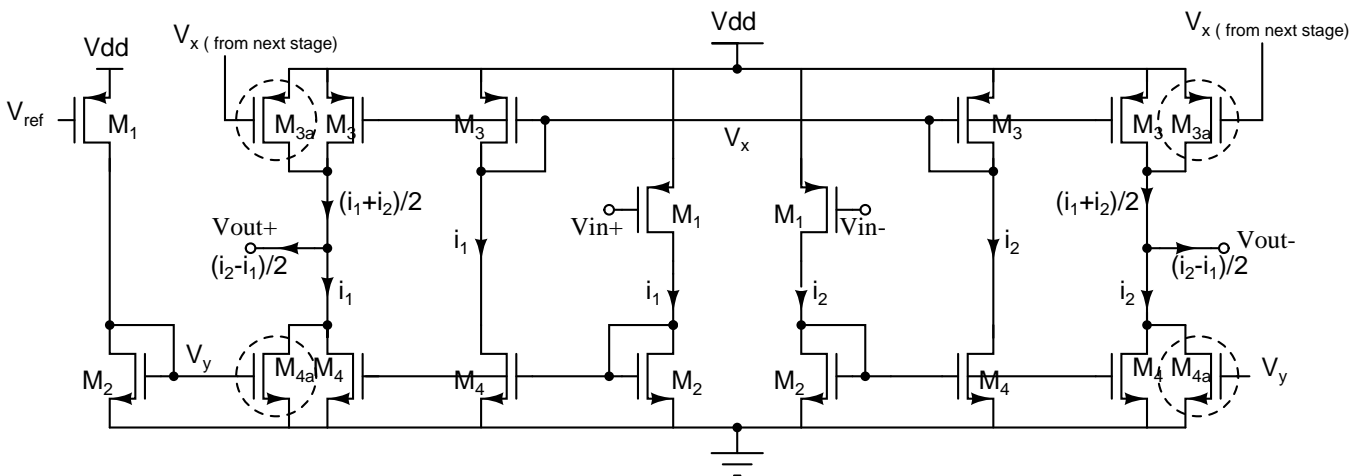 Vx ( from next stage)
Vdd
Vx ( from next stage)
Vdd
Vref
M1
M3a
M3
M3
Vx
M3
M3
M3a
(i1+i2)/2
M1
M1
(i1+i2)/2
Vout+
Vin+
Vin-
Vout-
(i2-i1)/2
i1
i2
(i2-i1)/2
i1
i1
i2
i2
Vy
M2
M4a
M4
M4
M2
M2
M4
M4
M4a
Vy